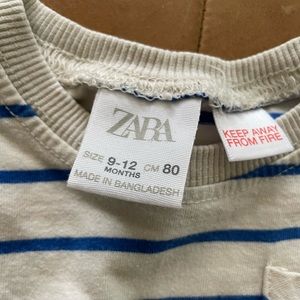 ZARA
SIZE 9-12 MONTHS CM 80
MADE IN BANGLADESH
KEEP AWAY
FROM FIRE